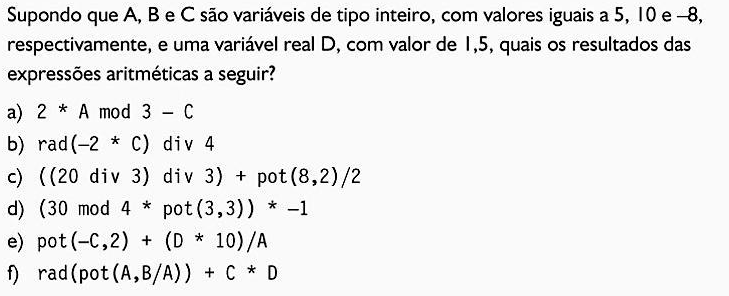 Supondo que A, B e C são variáveis de tipo inteiro, com valores iguais a 5, 10 e –8,
respectivamente, e uma variável real D, com valor de 1,5, quais os resultados das
expressões aritméticas a seguir?
a) 2 * A mod 3 – C
b) rad(–2 * C) div 4
c) ((20 div 3) div 3) + pot(8,2)/2
d) (30 mod 4 * pot(3,3)) * –1
e) pot(–C,2) + (D * 10)/A
f) rad(pot(A,B/A)) + C * D